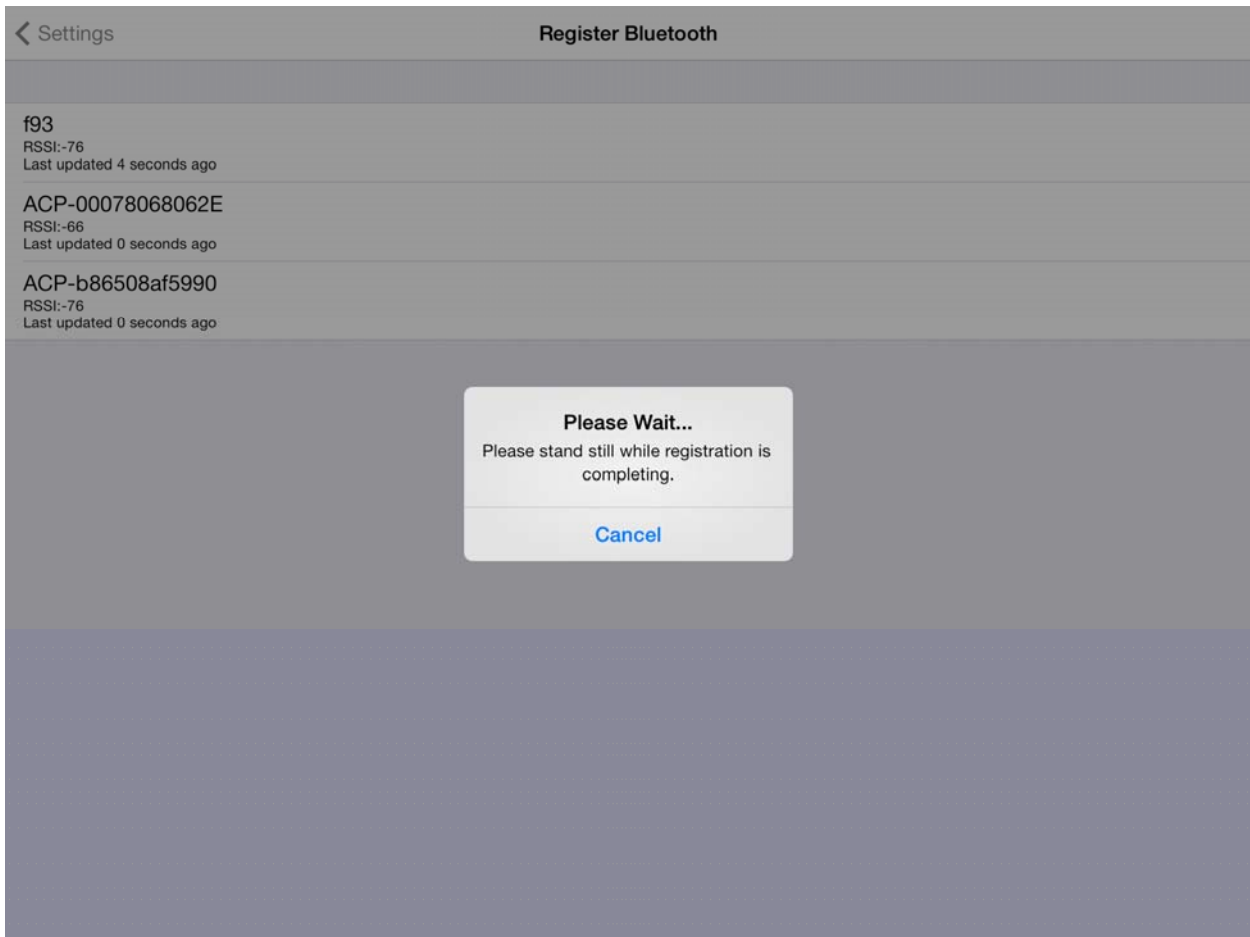 Settings
Register Bluetooth
f93
RSSI:-76
Last updated 4 seconds ago
ACP-00078068062E
RSSI:-66
Last updated 0 seconds ago
ACP-b86508af5990
RSSI:-76
Last updated 0 seconds ago
Please Wait...
Please stand still while registration is
completing.
Cancel